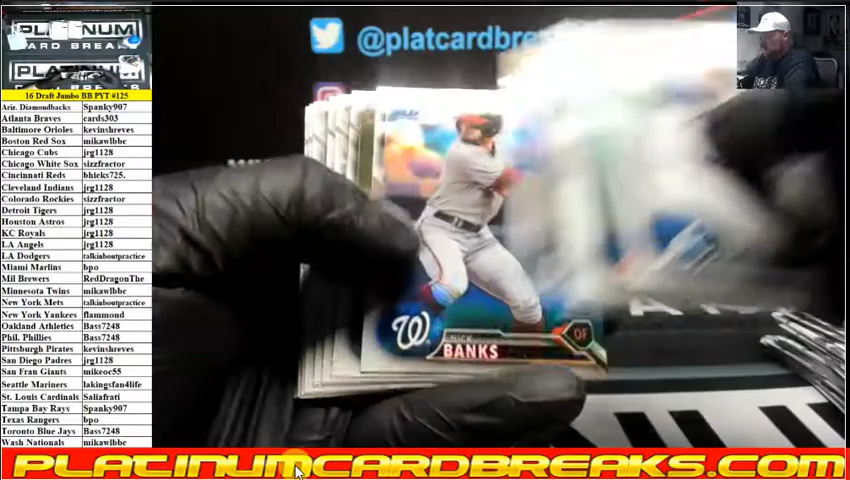 PLATINUM
CARD BREAKS
PLATINUM
@platcardbre
16 Draft Jumbo BB PYT #125
Ariz. Diamondbacks Spanky907
Atlanta Braves cards303
Baltimore Orioles kevinshreves
Boston Red Sox mikawlbbc
Chicago Cubs jrg1128
Chicago White Sox sizzfractor
Cincinnati Reds bhicks725.
Cleveland Indians jrg1128
Colorado Rockies sizzfractor
Detroit Tigers jrg1128
Houston Astros jrg1128
KC Royals jrg1128
LA Angels jrg1128
LA Dodgers talkinboutpractice
Miami Marlins bpo
Mil Brewers RedDragonThe
Minnesota Twins mikawlbbc
New York Mets talkinboutpractice
New York Yankees flammond
Oakland Athletics Bass7248
Phil. Phillies Bass7248
Pittsburgh Pirates kevinshreves
San Diego Padres jrg1128
San Fran Giants mikeoc55
Seattle Mariners lakingsfan4life
St. Louis Cardinals Saliafrati
Tampa Bay Rays Spanky907
Texas Rangers bpo
Toronto Blue Jays Bass7248
Wash Nationals mikawlbbc
W
NICK
BANKS
OF
PLATINUMCARDBREAKS.COM